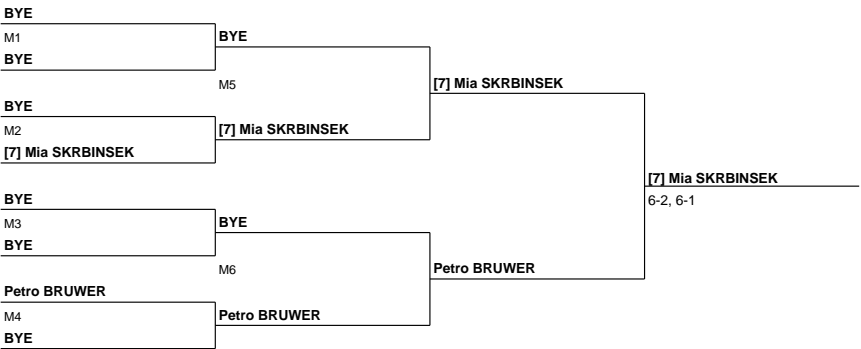 BYE
M1
BYE
BYE
M5
[7] Mia SKRBINSEK
BYE
M2
[7] Mia SKRBINSEK
[7] Mia SKRBINSEK
[7] Mia SKRBINSEK
6-2, 6-1
BYE
M3
BYE
BYE
M6
Petro BRUWER
Petro BRUWER
M4
Petro BRUWER
BYE